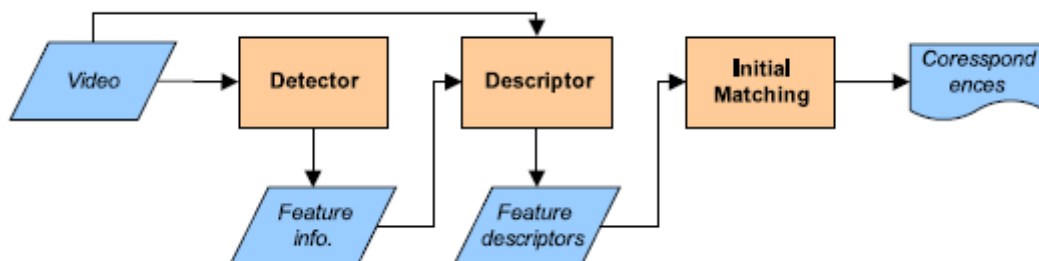 Video
Detector
Descriptor
Initial
Matching
Coresspond
ences
Feature
info.
Feature
descriptors